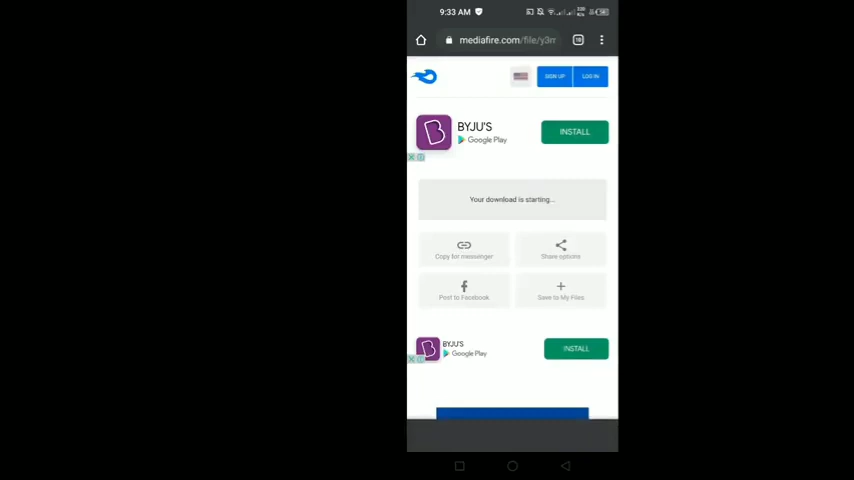 9:33 AM
mediafire.com/file/y3m
SIGN UP
LOG IN
BYJU'S
Google Play
INSTALL
Your download is starting...
Copy for messenger
Share options
Post to Facebook
Save to My Files
BYJU'S
Google Play
INSTALL